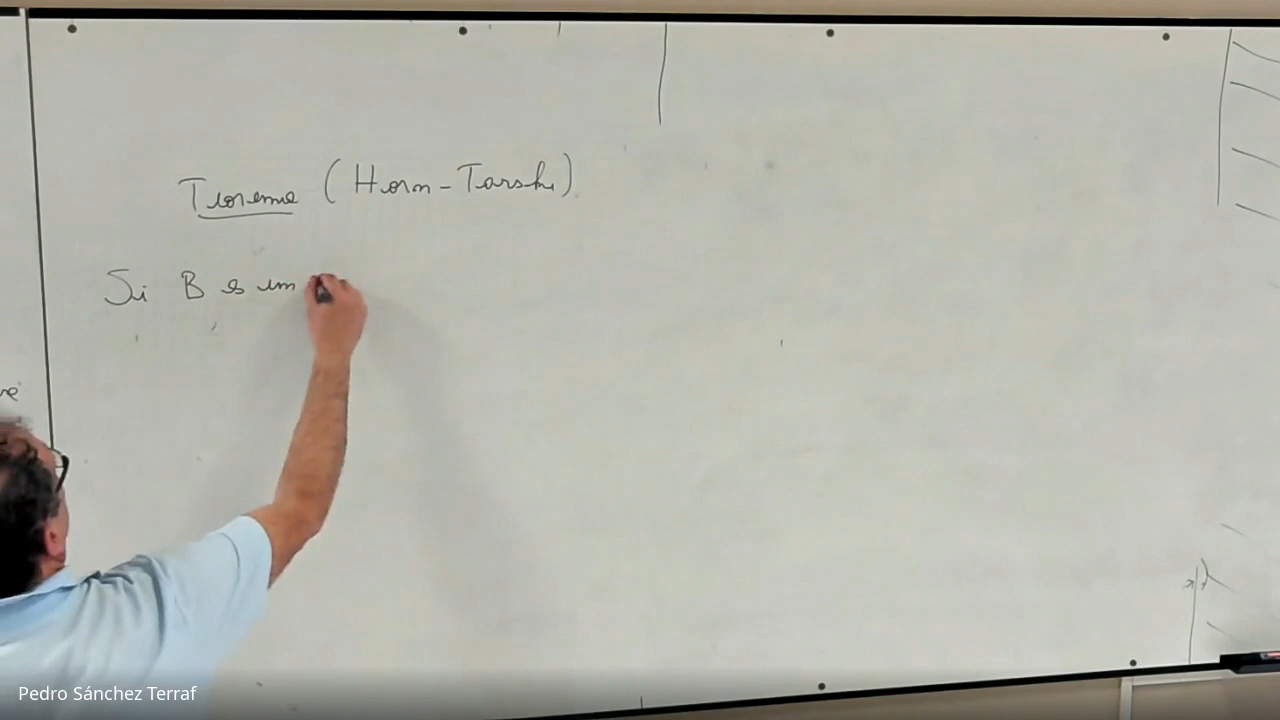 Teorema (Horn-Tarski)
Si B es un
Pedro Sánchez Terraf